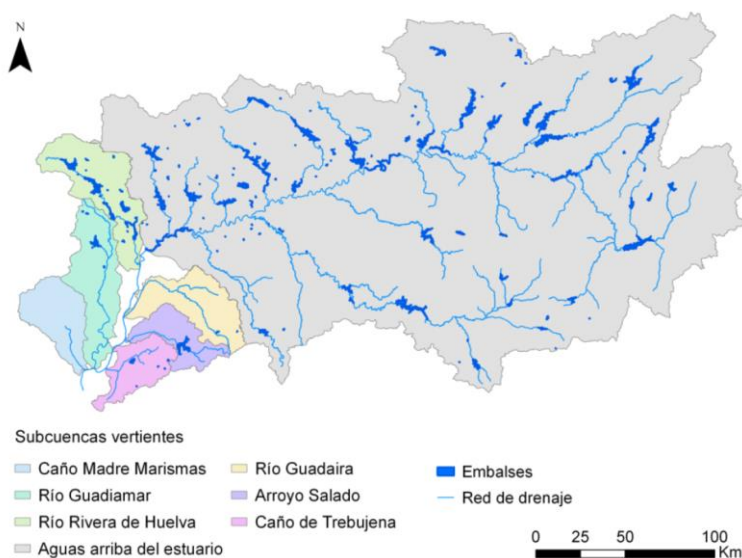 N
Subcuencas vertientes
Caño Madre Marismas
Río Guadaira
Embalses
Río Guadiamar
Arroyo Salado
Red de drenaje
Río Rivera de Huelva
Caño de Trebujena
Aguas arriba del estuario
0 25 50 100
Km